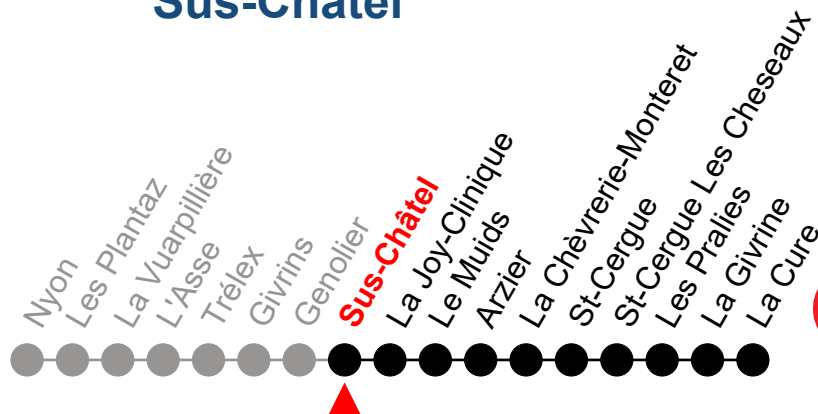 Sus-Châtel
Nyon
Les Plantaz
La Vuarpillière
L'Asse
Trélex
Givrins
Genolier
Sus-Châtel
La Joy-Clinique
Le Muids
Arzier
La Chèvrerie-Monteret
St-Cergue
St-Cergue Les Cheseaux
Les Pralies
La Givrine
La Cure